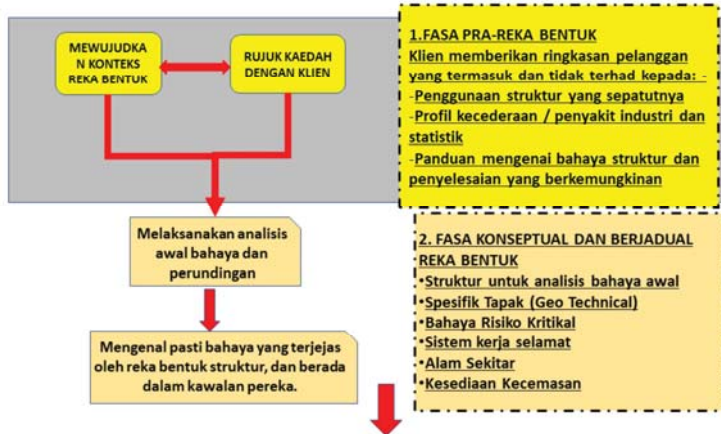 MEWUJUDKA
N KONTEKS
REKA BENTUK
RUJUK KAEDAH
DENGAN KLIEN
1.FASA PRA-REKA BENTUK
Klien memberikan ringkasan pelanggan
yang termasuk dan tidak terhad kepada: -
-Penggunaan struktur yang sepatutnya
-Profil kecederaan / penyakit industri dan
statistik
-Panduan mengenai bahaya struktur dan
penyelesaian yang berkemungkinan
Melaksanakan analisis
awal bahaya dan
perundingan
Mengenal pasti bahaya yang terjejas
oleh reka bentuk struktur, dan berada
dalam kawalan pereka.
2. FASA KONSEPTUAL DAN BERJADUAL
REKA BENTUK
•Struktur untuk analisis bahaya awal
•Spesifik Tapak (Geo Technical)
•Bahaya Risiko Kritikal
•Sistem kerja selamat
•Alam Sekitar
•Kesediaan Kecemasan